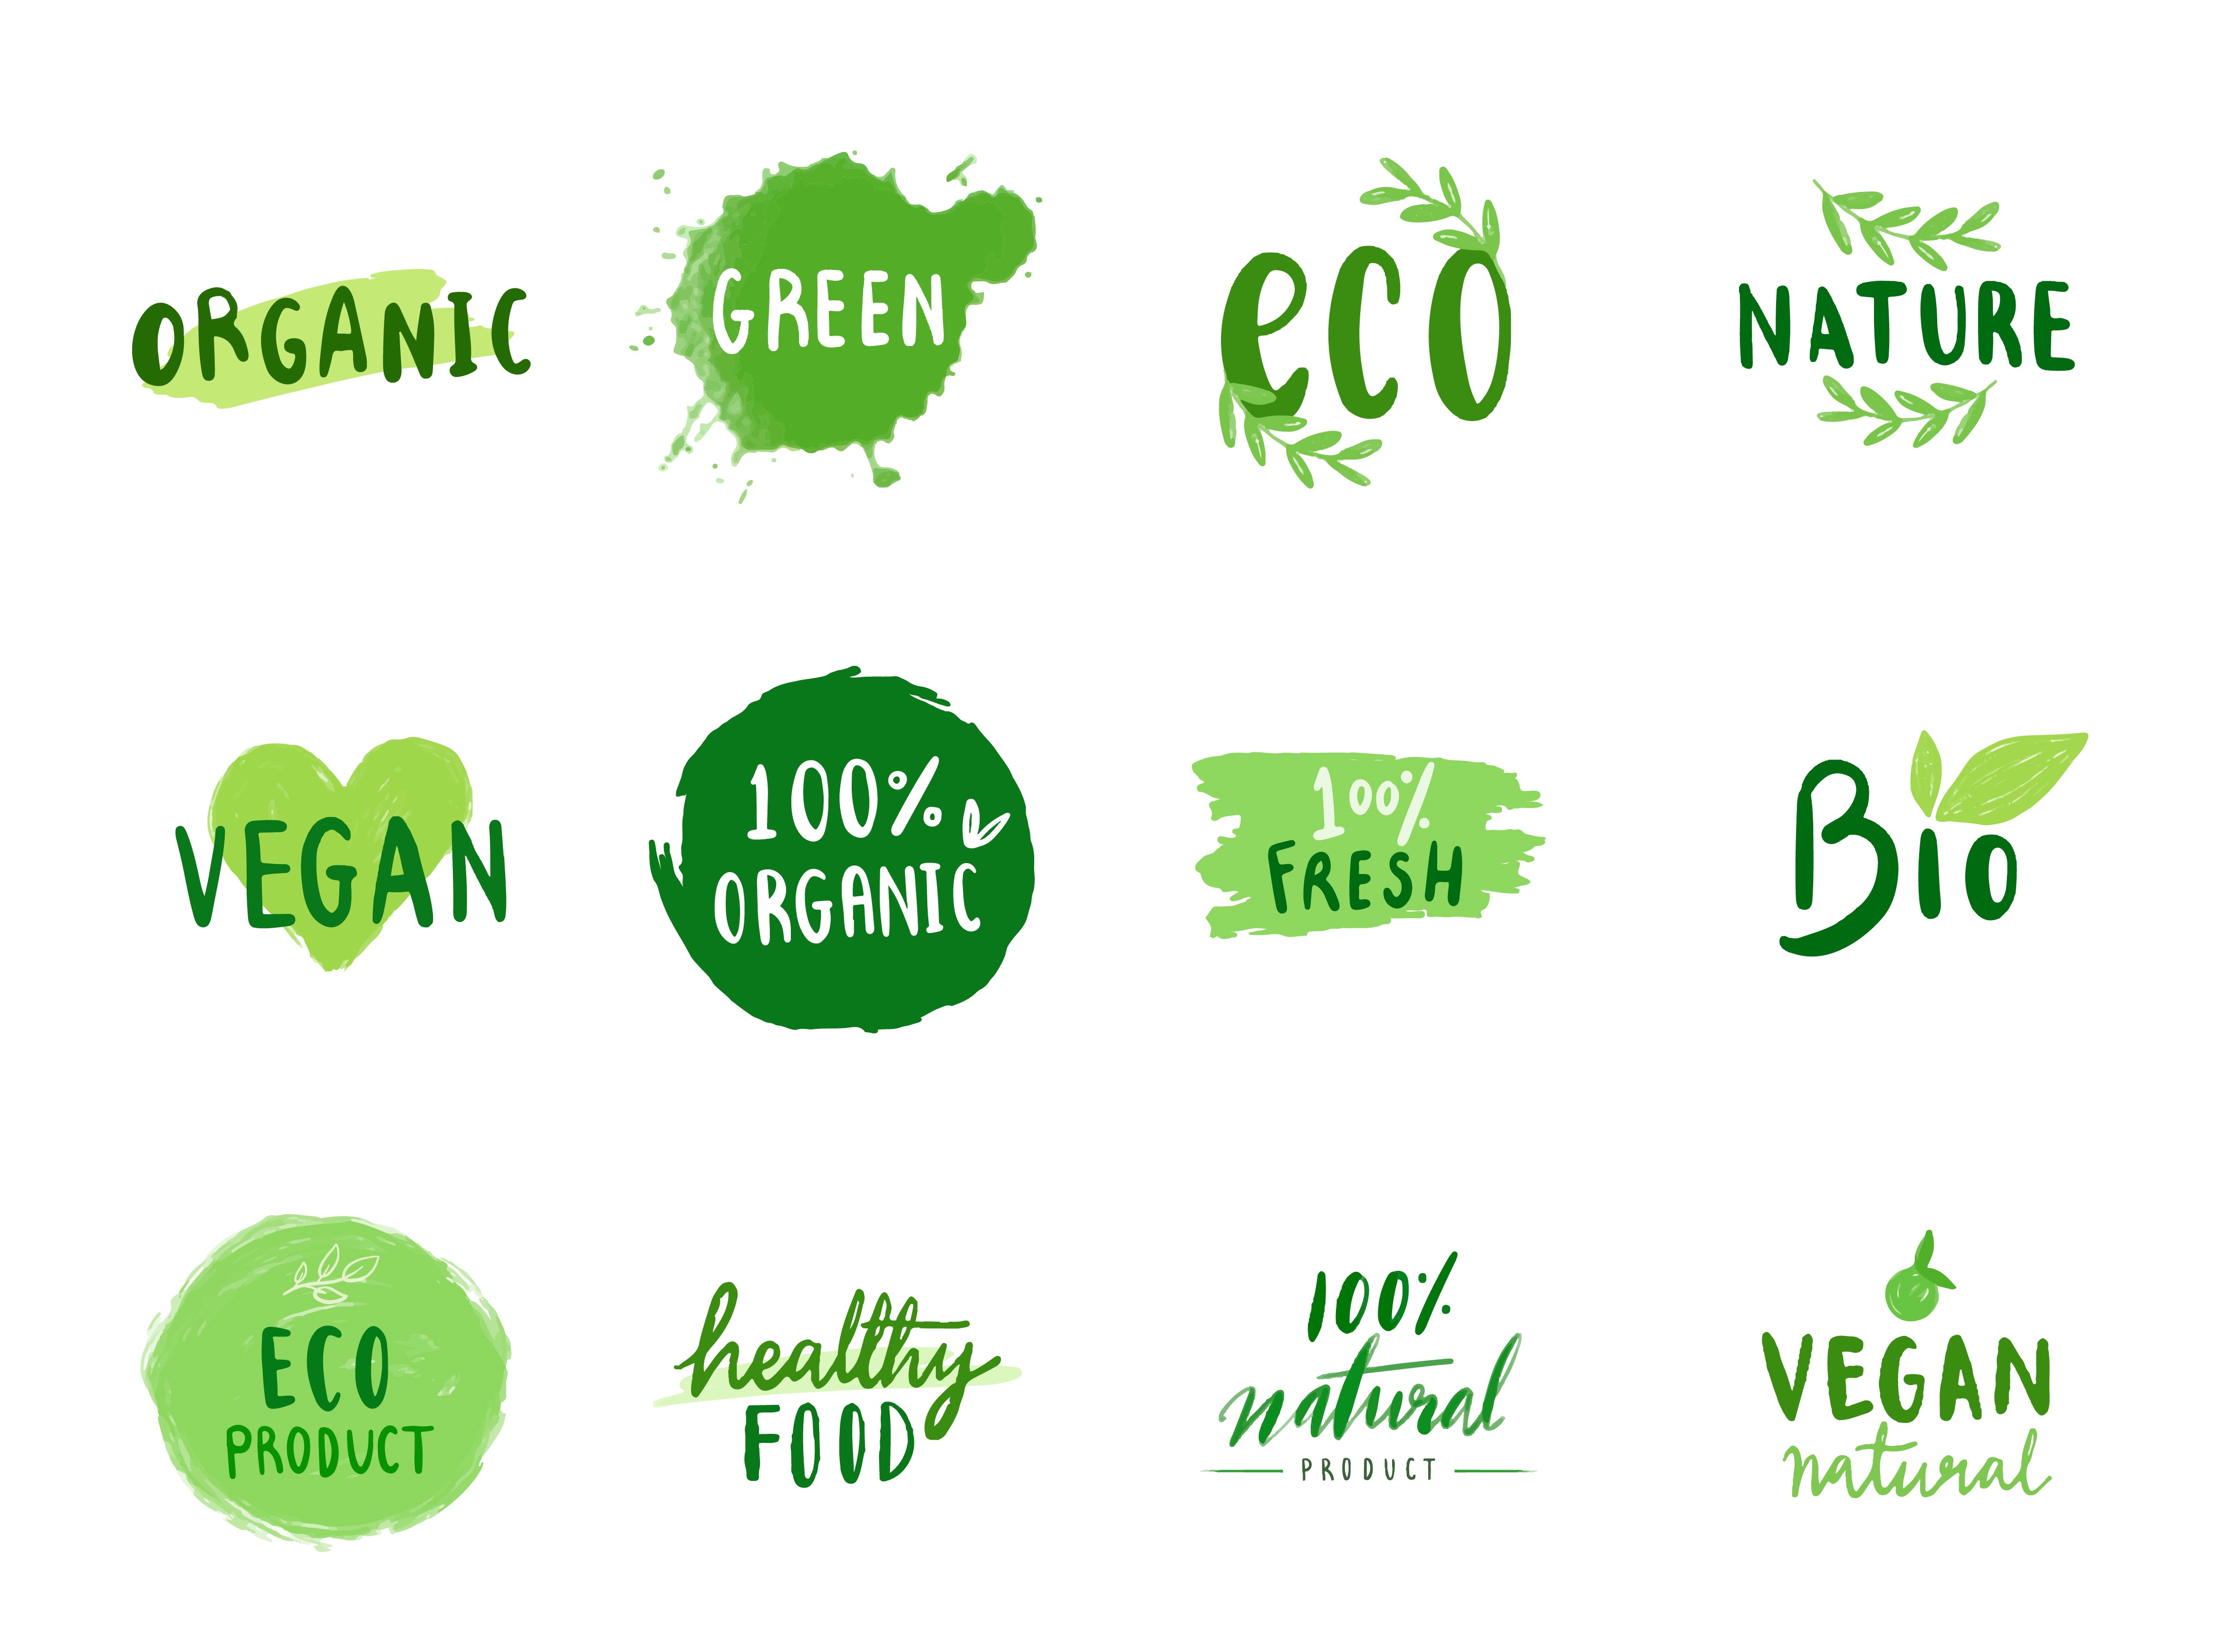 ORGANIC
GREEN
eco
NATURE
VEGAN
100%
ORGANIC
100%
FRESH
BIO
ECO
PRODUCT
healthy
FOOD
100%
natural
PRODUCT
VEGAN
natural